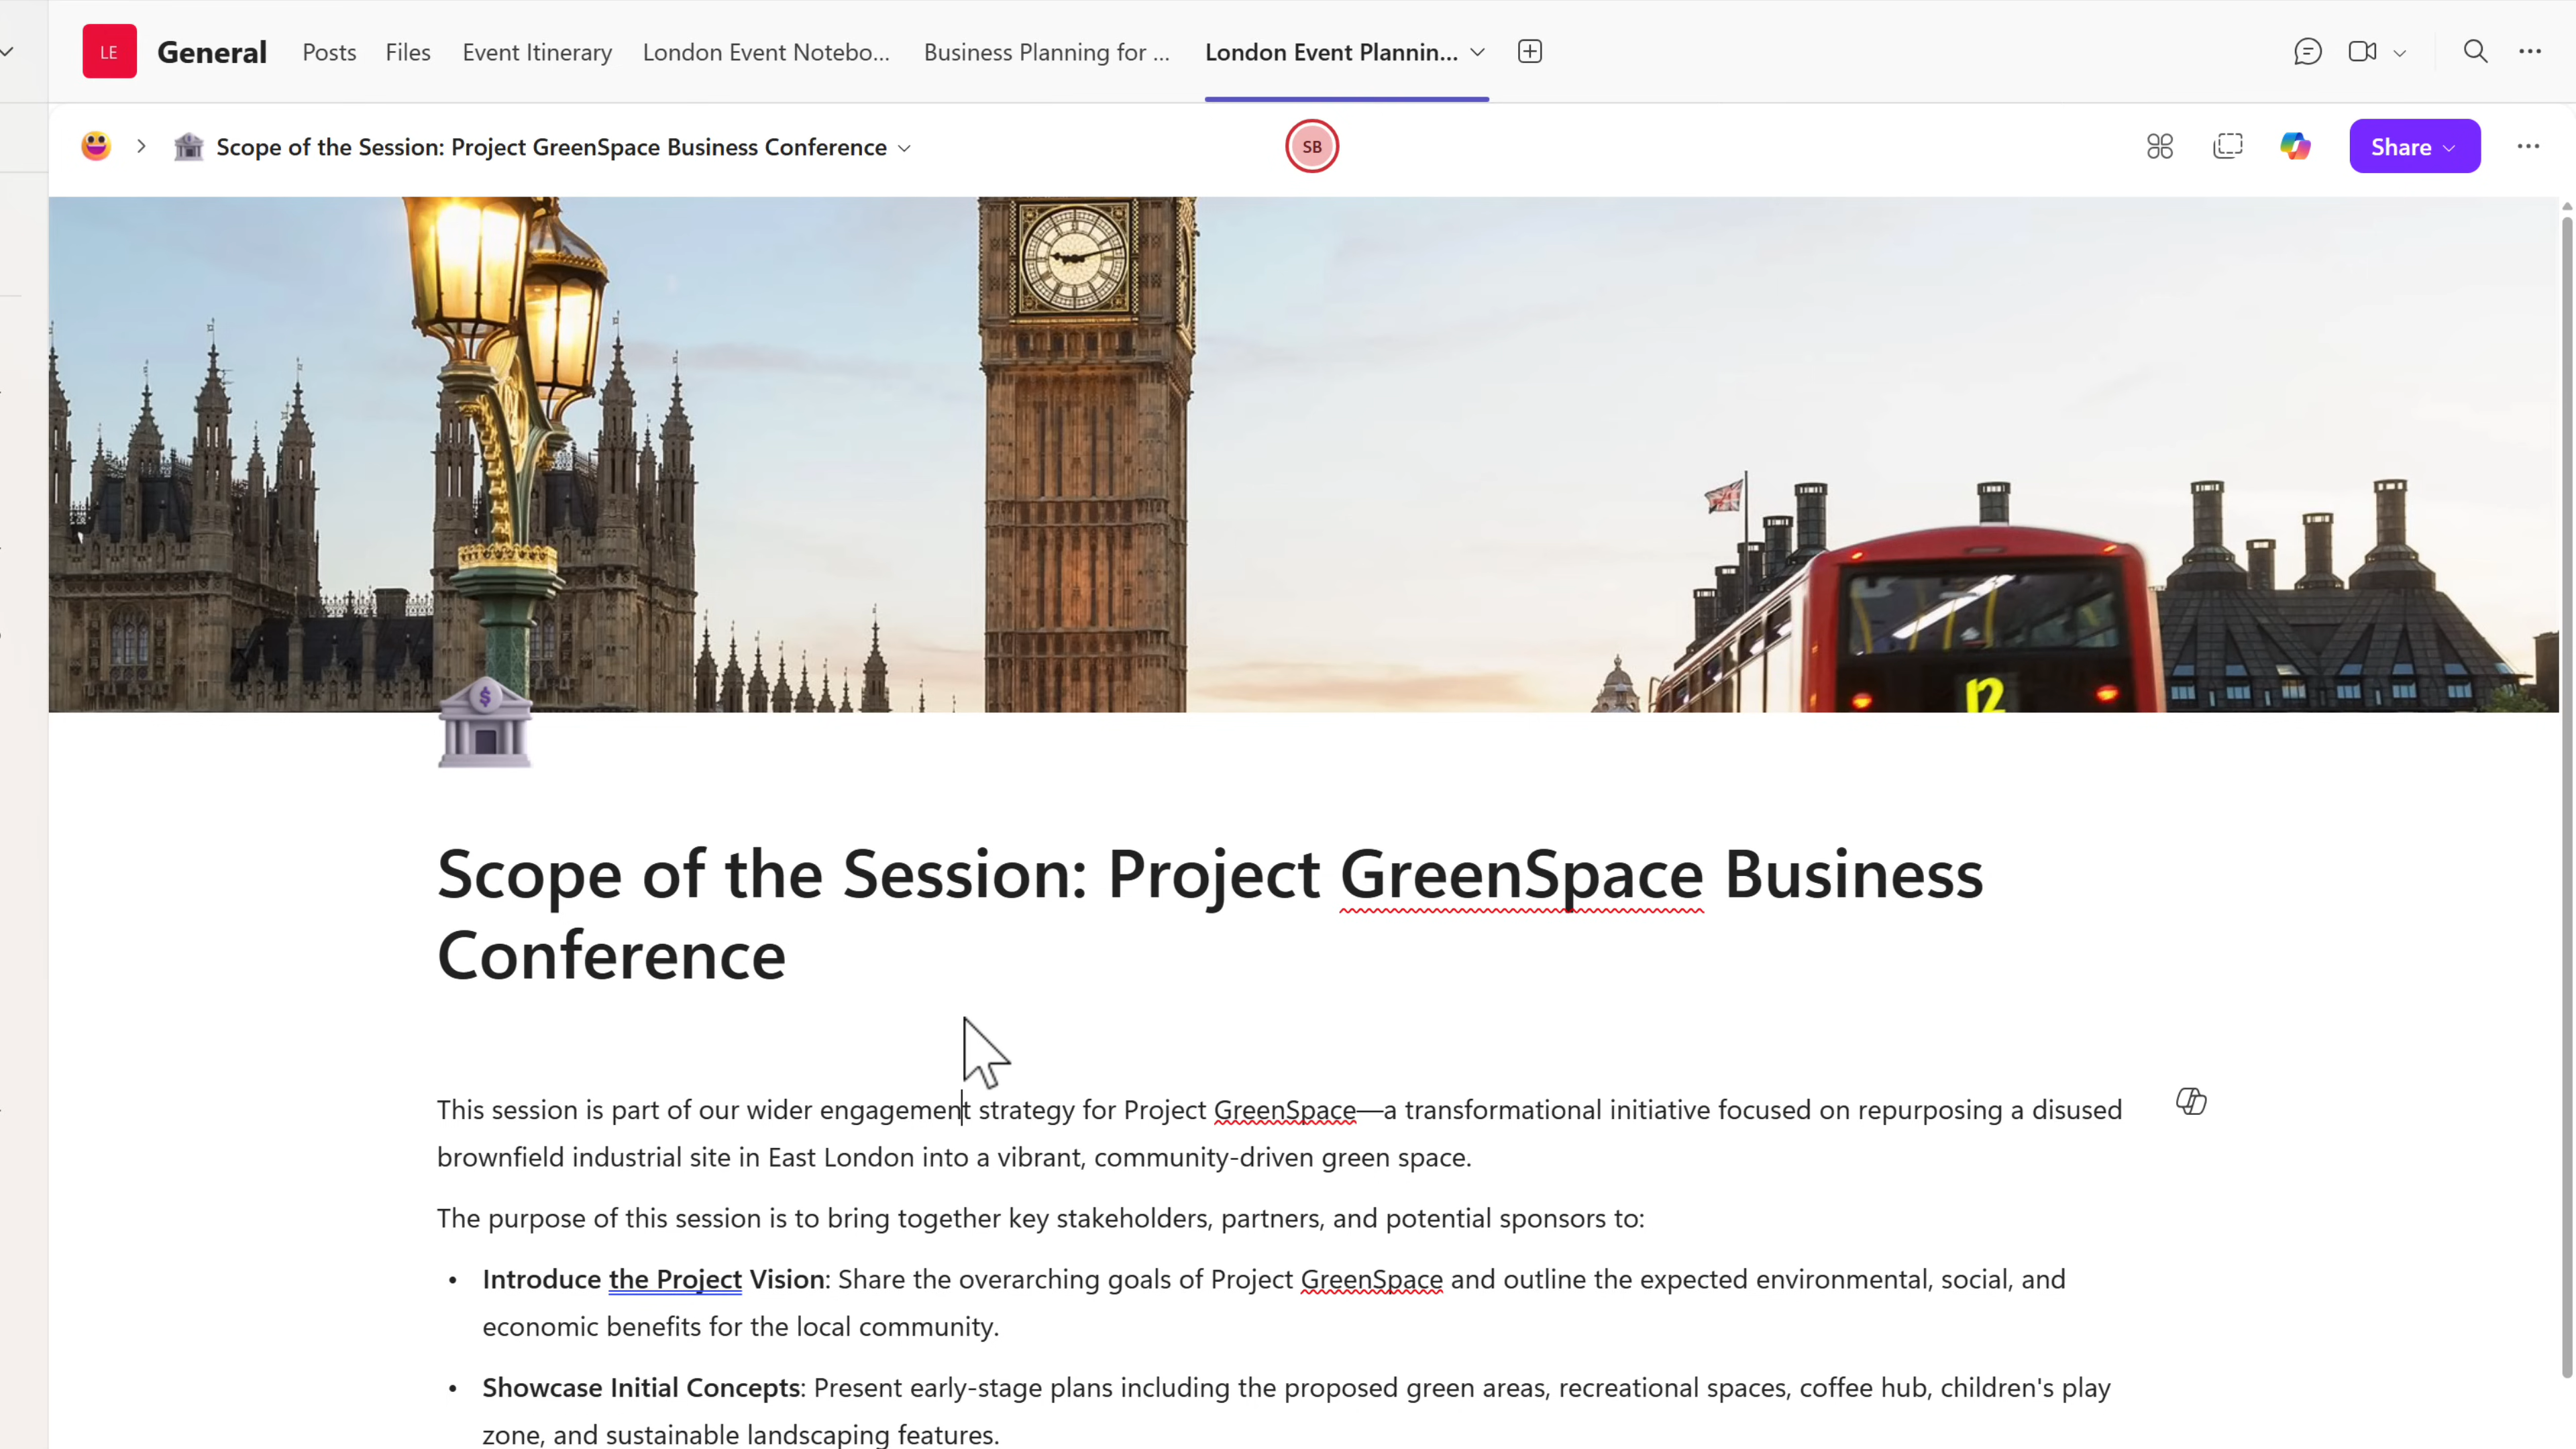 LE General Posts Files Event Itinerary London Event Notebo... Business Planning for ... London Event Plannin...
Scope of the Session: Project GreenSpace Business Conference SB Share
12
$
Scope of the Session: Project GreenSpace Business
Conference
This session is part of our wider engagement strategy for Project GreenSpace—a transformational initiative focused on repurposing a disused
brownfield industrial site in East London into a vibrant, community-driven green space.
The purpose of this session is to bring together key stakeholders, partners, and potential sponsors to:
• Introduce the Project Vision: Share the overarching goals of Project GreenSpace and outline the expected environmental, social, and
economic benefits for the local community.
• Showcase Initial Concepts: Present early-stage plans including the proposed green areas, recreational spaces, coffee hub, children's play
zone, and sustainable landscaping features.